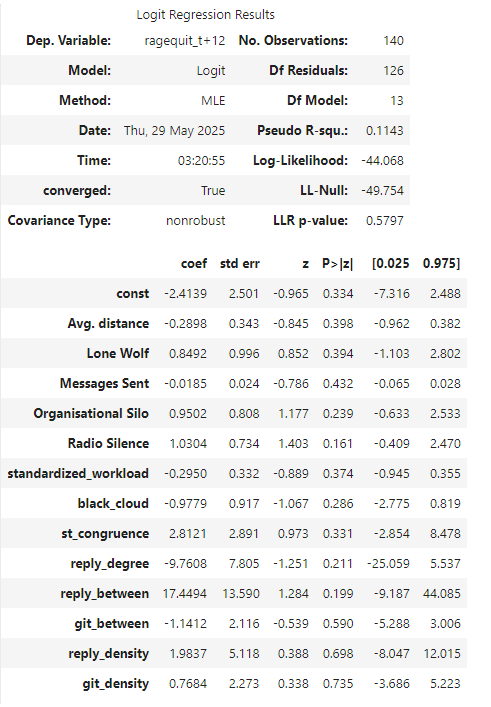 Logit Regression Results
Dep. Variable: ragequit_t+12 No. Observations: 140
Model: Logit Df Residuals: 126
Method: MLE Df Model: 13
Date: Thu, 29 May 2025 Pseudo R-squ.: 0.1143
Time: 03:20:55 Log-Likelihood: -44.068
converged: True LL-Null: -49.754
Covariance Type: nonrobust LLR p-value: 0.5797
coef std err z P>|z| [0.025 0.975]
const -2.4139 2.501 -0.965 0.334 -7.316 2.488
Avg. distance -0.2898 0.343 -0.845 0.398 -0.962 0.382
Lone Wolf 0.8492 0.996 0.852 0.394 -1.103 2.802
Messages Sent -0.0185 0.024 -0.786 0.432 -0.065 0.028
Organisational Silo 0.9502 0.808 1.177 0.239 -0.633 2.533
Radio Silence 1.0304 0.734 1.403 0.161 -0.409 2.470
standardized_workload -0.2950 0.332 -0.889 0.374 -0.945 0.355
black_cloud -0.9779 0.917 -1.067 0.286 -2.775 0.819
st_congruence 2.8121 2.891 0.973 0.331 -2.854 8.478
reply_degree -9.7608 7.805 -1.251 0.211 -25.059 5.537
reply_between 17.4494 13.590 1.284 0.199 -9.187 44.085
git_between -1.1412 2.116 -0.539 0.590 -5.288 3.006
reply_density 1.9837 5.118 0.388 0.698 -8.047 12.015
git_density 0.7684 2.273 0.338 0.735 -3.686 5.223